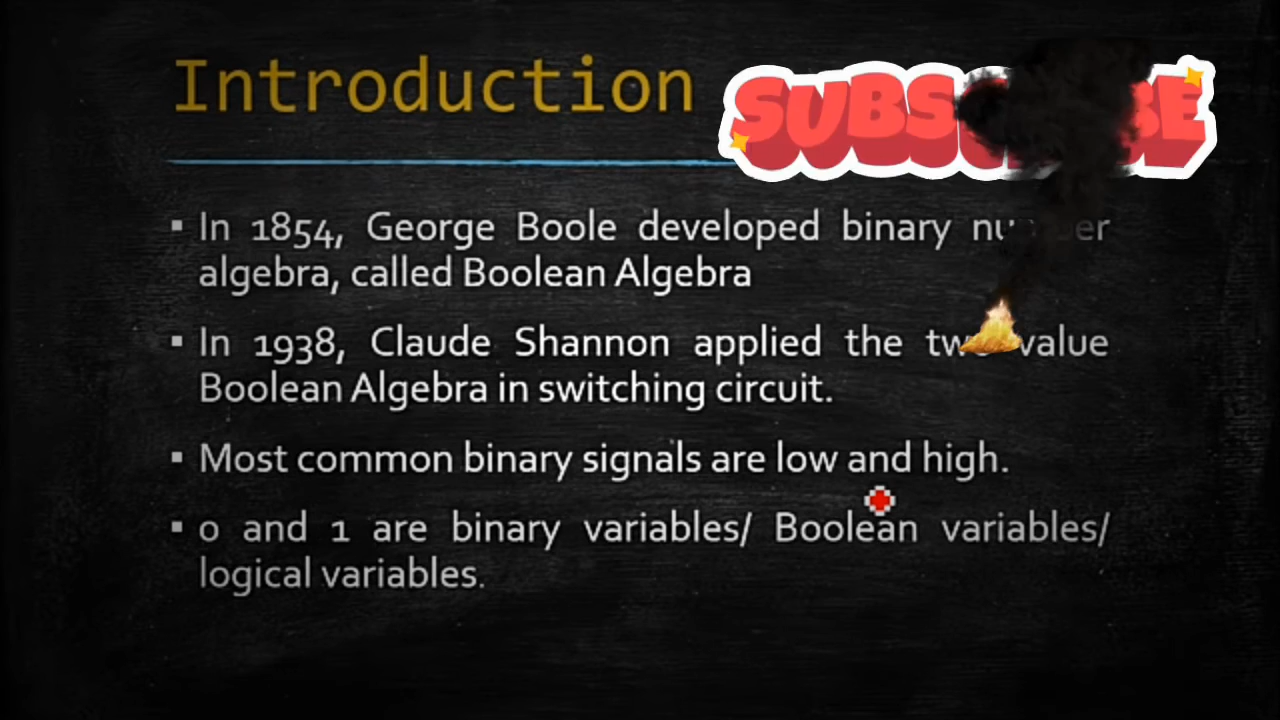 Introduction
▪ In 1854, George Boole developed binary
algebra, called Boolean Algebra
▪ In 1938, Claude Shannon applied the value
Boolean Algebra in switching circuit.
▪ Most common binary signals are low and high.
▪ 0 and 1 are binary variables/ Boolean variables/
logical variables.